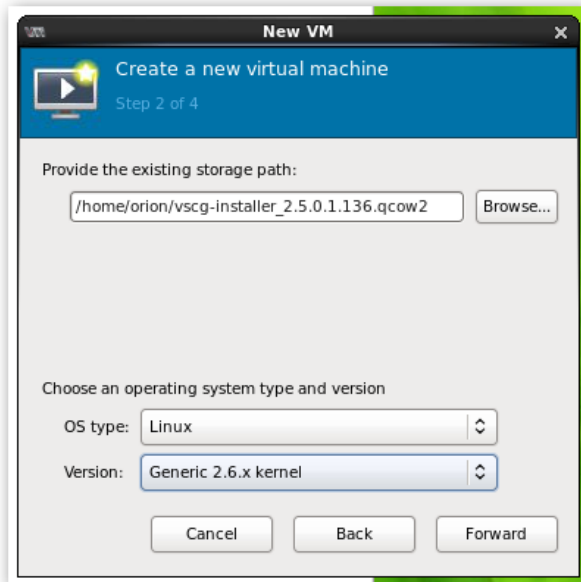 New VM
Create a new virtual machine
Step 2 of 4
Provide the existing storage path:
/home/orion/vscg-installer_2.5.0.1.136.qcow2 Browse...
Choose an operating system type and version
OS type: Linux
Version: Generic 2.6.x kernel
Cancel Back Forward